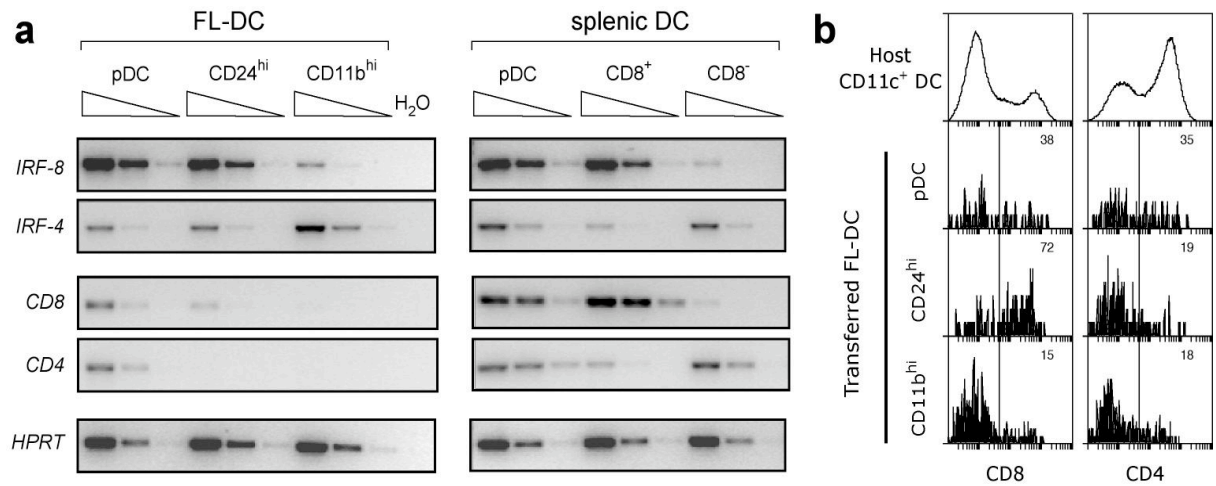 a
FL-DC
splenic DC
pDC
CD24hi
CD11bhi
H2O
pDC
CD8+
CD8-
IRF-8
IRF-4
CD8
CD4
HPRT
b
Host
CD11c+ DC
Transferred FL-DC
pDC
38
35
CD24hi
72
19
CD11bhi
15
18
CD8
CD4